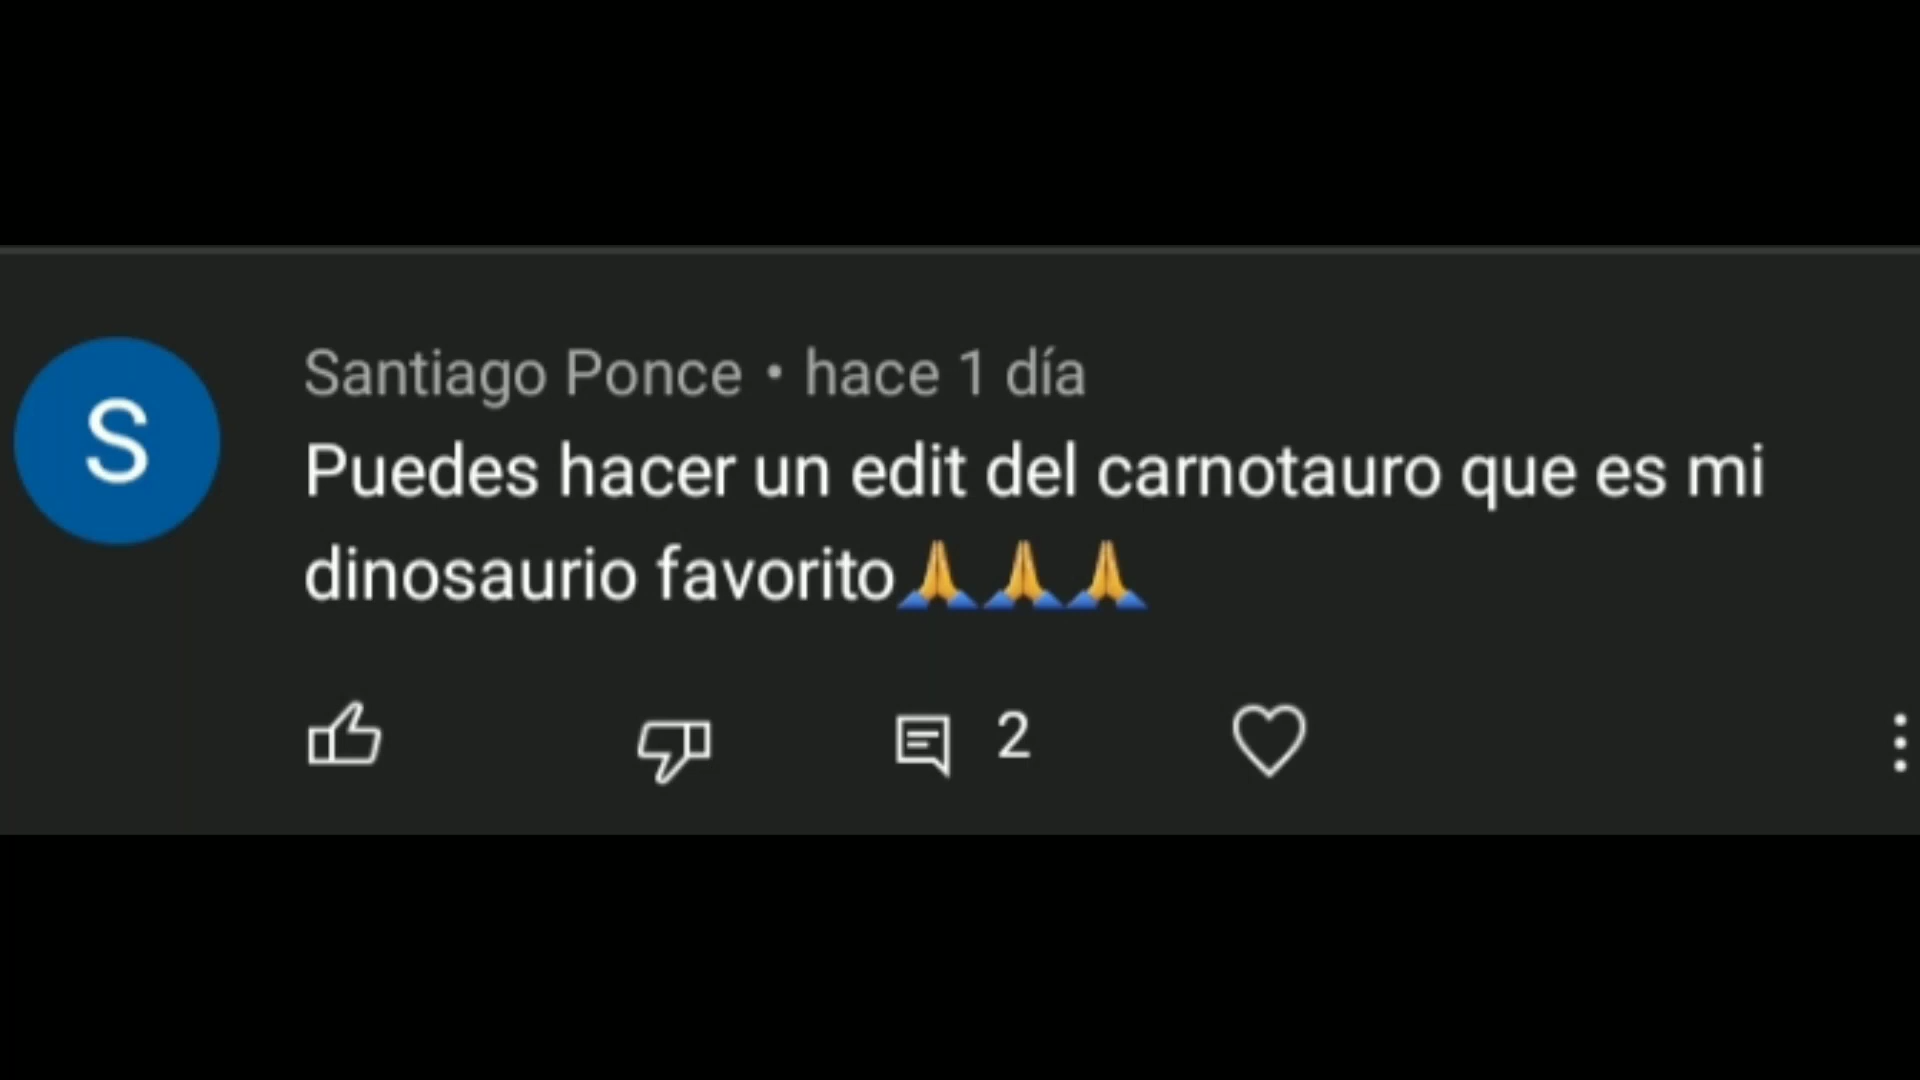 S
Santiago Ponce • hace 1 día
Puedes hacer un edit del carnotauro que es mi
dinosaurio favorito🙏🙏🙏
2